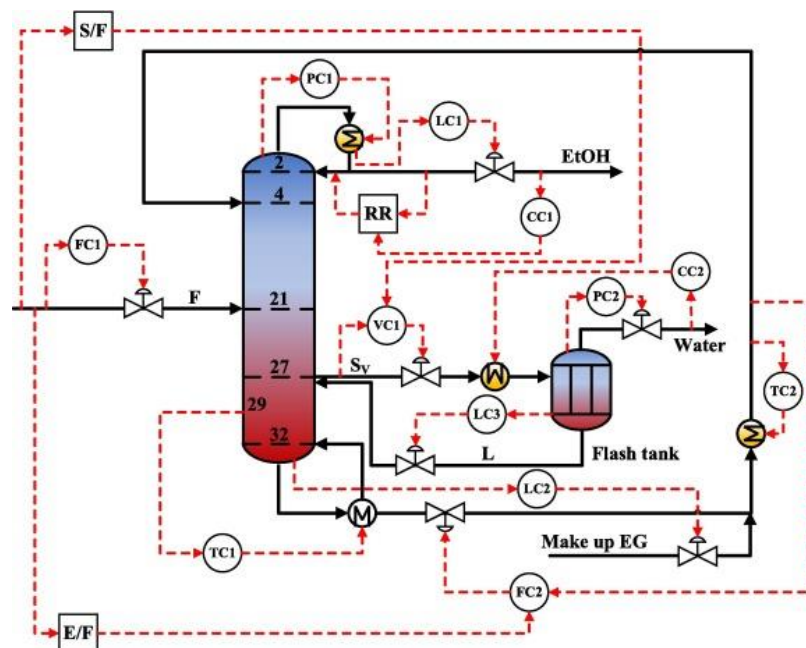 S/F
PC1
LC1
2
EtOH
4
RR
CC1
FC1
CC2
F
21
PC2
VC1
Water
27
SV
TC2
29
LC3
32
L
Flash tank
LC2
TC1
Make up EG
FC2
E/F